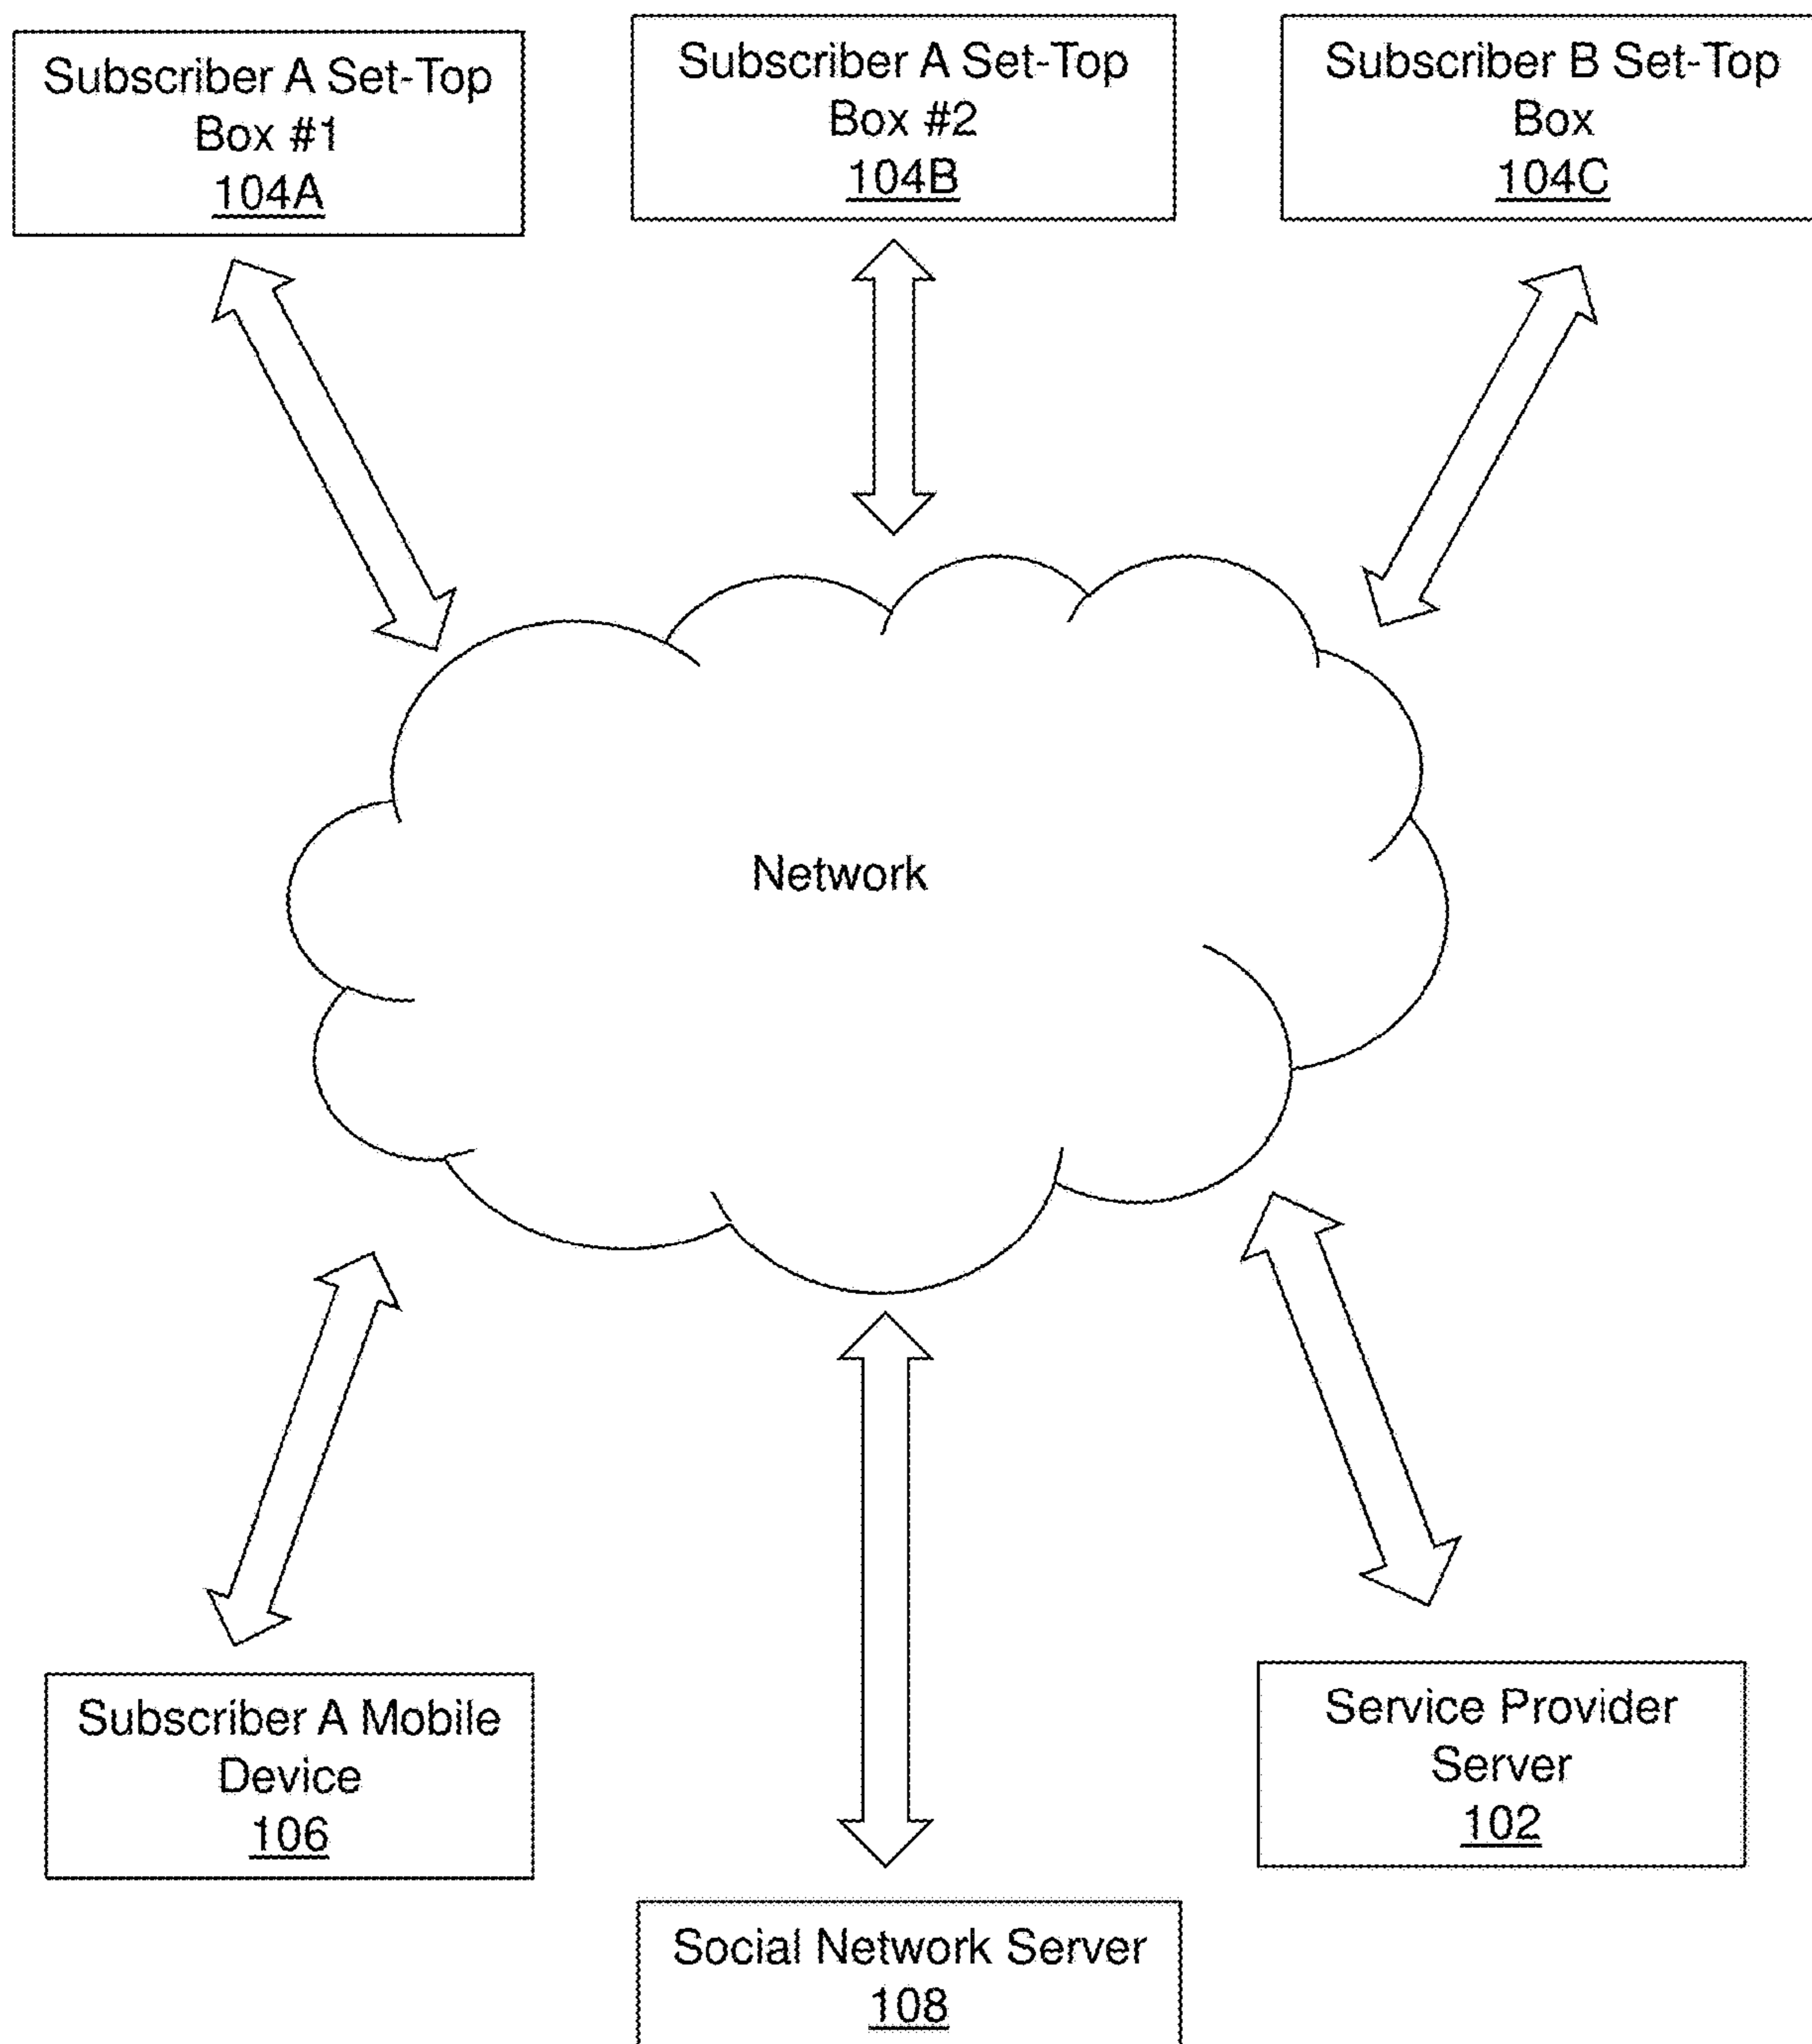 Subscriber A Set-Top
Box #1
104A
Subscriber A Set-Top
Box #2
104B
Subscriber B Set-Top
Box
104C
Network
Subscriber A Mobile
Device
106
Service Provider
Server
102
Social Network Server
108